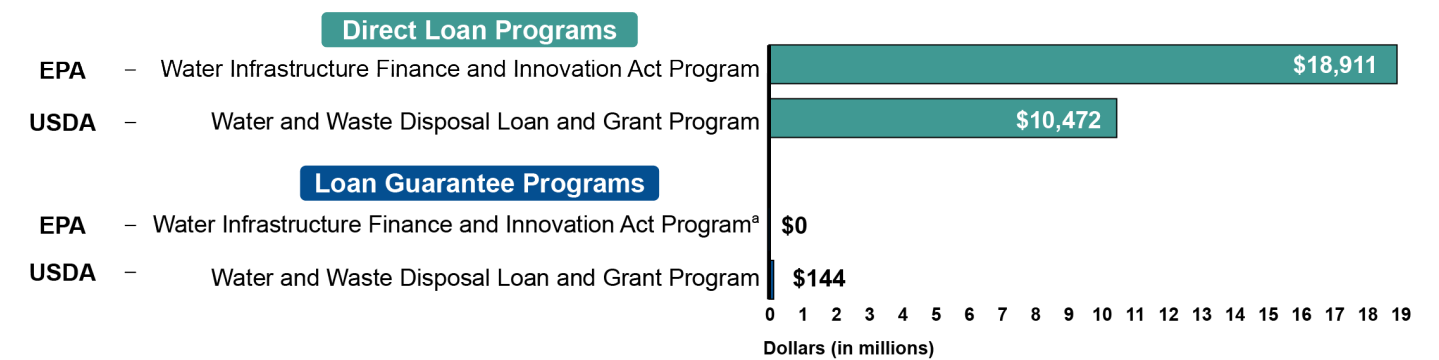 Direct Loan Programs
EPA – Water Infrastructure Finance and Innovation Act Program $18,911
USDA – Water and Waste Disposal Loan and Grant Program $10,472
Loan Guarantee Programs
EPA – Water Infrastructure Finance and Innovation Act Programᵃ $0
USDA – Water and Waste Disposal Loan and Grant Program $144
0 1 2 3 4 5 6 7 8 9 10 11 12 13 14 15 16 17 18 19
Dollars (in millions)